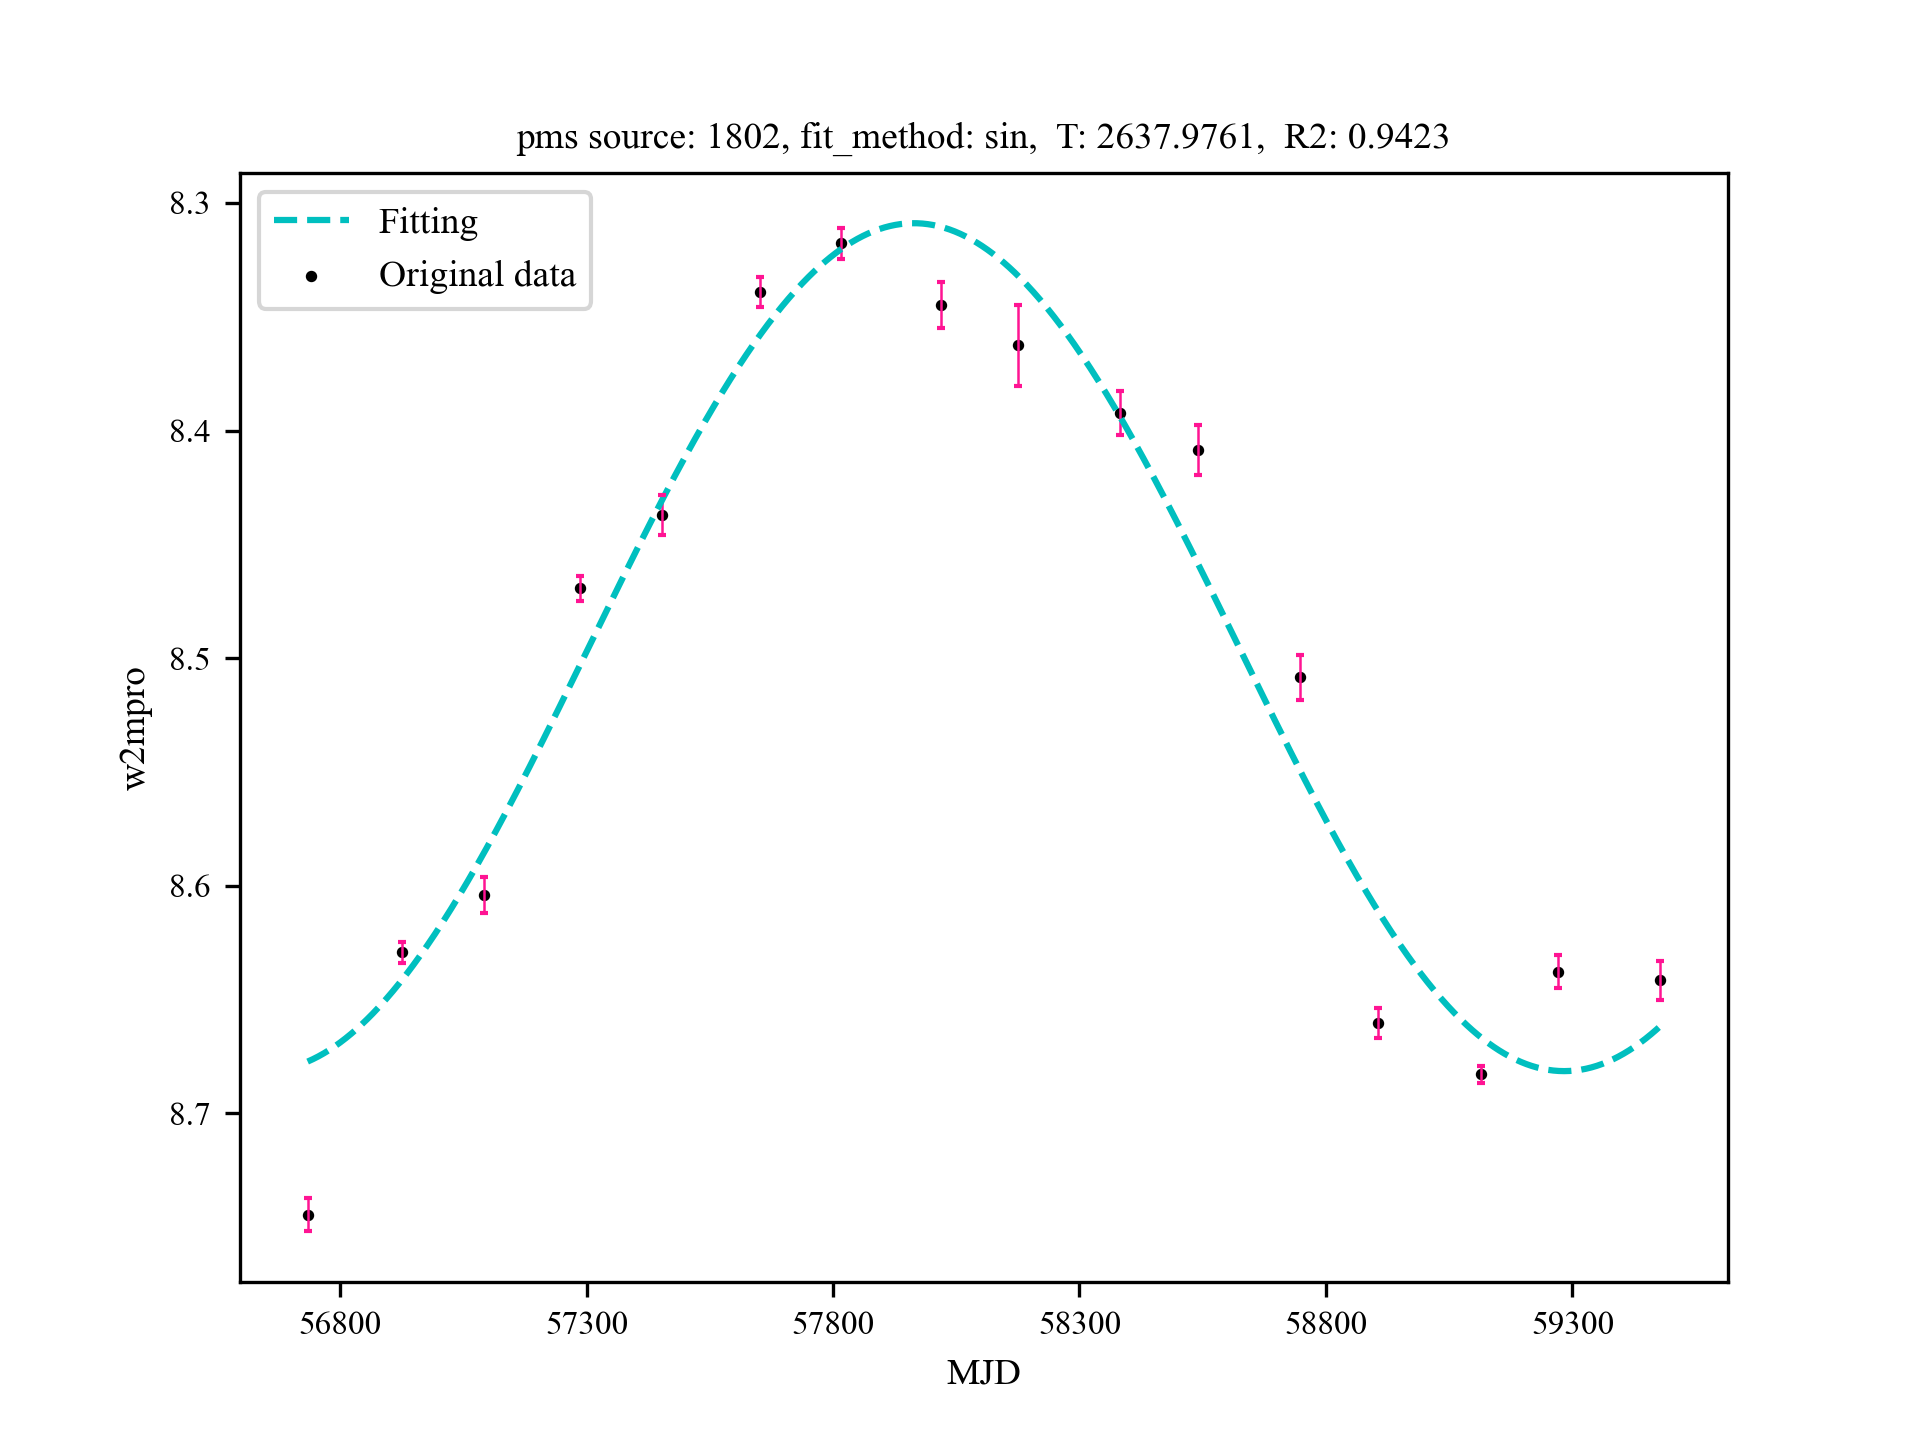 pms source: 1802, fit_method: sin,  T: 2637.9761,  R2: 0.9423
Fitting
Original data
8.3
8.4
8.5
8.6
8.7
w2mpro
56800
57300
57800
58300
58800
59300
MJD